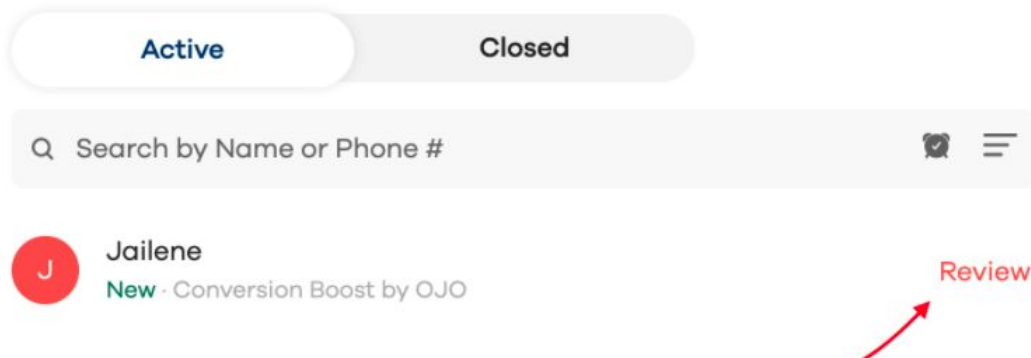 Active Closed
Search by Name or Phone #
J Jailene Review
New · Conversion Boost by OJO